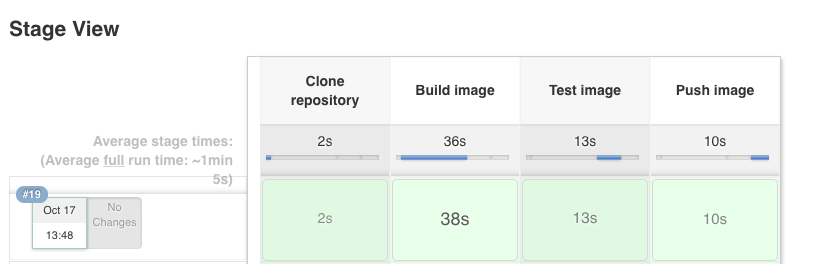 Stage View
Clone
repository
Build image
Test image
Push image
Average stage times:
(Average full run time: ~1min
5s)
2s
36s
13s
10s
#19
Oct 17
13:48
No
Changes
2s
38s
13s
10s